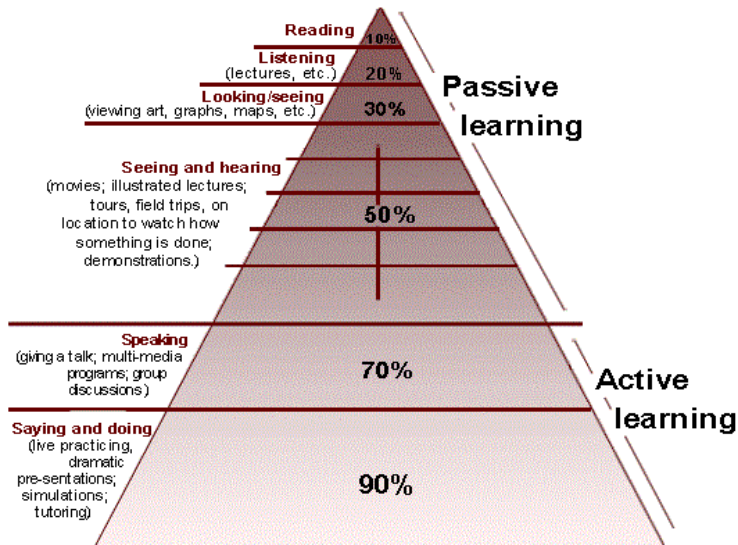 Reading
10%
Listening
(lectures, etc.)
20%
Looking/seeing
(viewing art, graphs, maps, etc.)
30%
Passive
learning
Seeing and hearing
(movies; illustrated lectures;
tours, field trips, on
location to watch how
something is done;
demonstrations.)
50%
Speaking
(giving a talk; multi-media
programs; group
discussions)
70%
Active
learning
Saying and doing
(live practicing,
dramatic
pre-sentations;
simulations;
tutoring)
90%